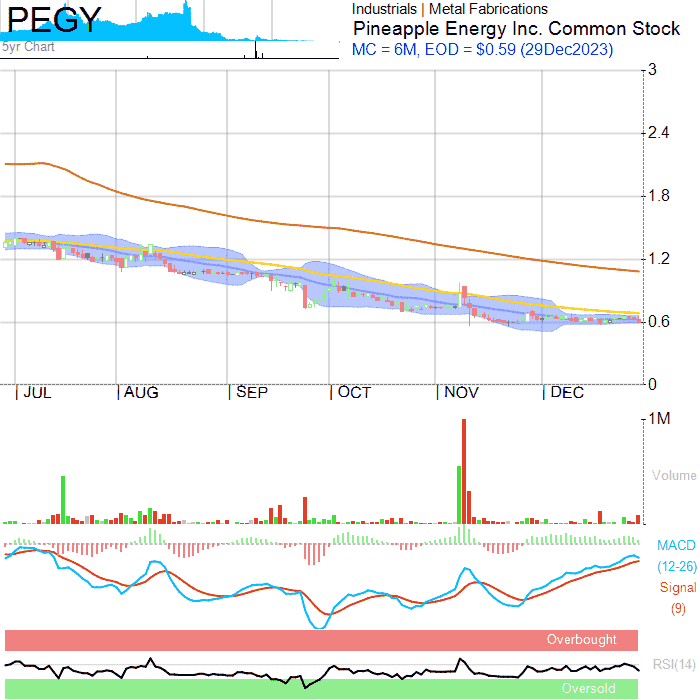 PEGY
5yr Chart
Industrials | Metal Fabrications
Pineapple Energy Inc. Common Stock
MC = 6M, EOD = $0.59 (29Dec2023)
3
2.4
1.8
1.2
0.6
0
| JUL | AUG | SEP | OCT | NOV | DEC
1M
Volume
MACD
(12-26)
Signal
(9)
Overbought
RSI(14)
Oversold